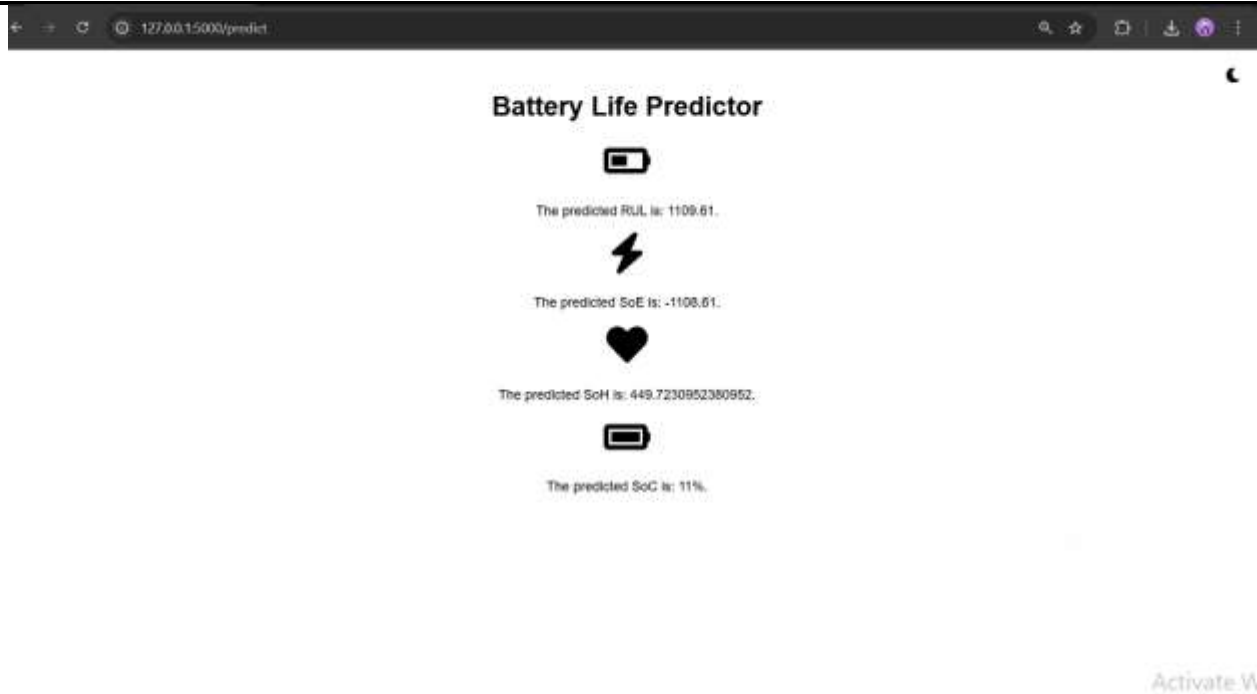 127.0.0.1:5000/predict
Battery Life Predictor
The predicted RUL is: 1109.61.
The predicted SoE is: -1108.61.
The predicted SoH is: 449.7230952380952.
The predicted SoC is: 11%.
Activate W